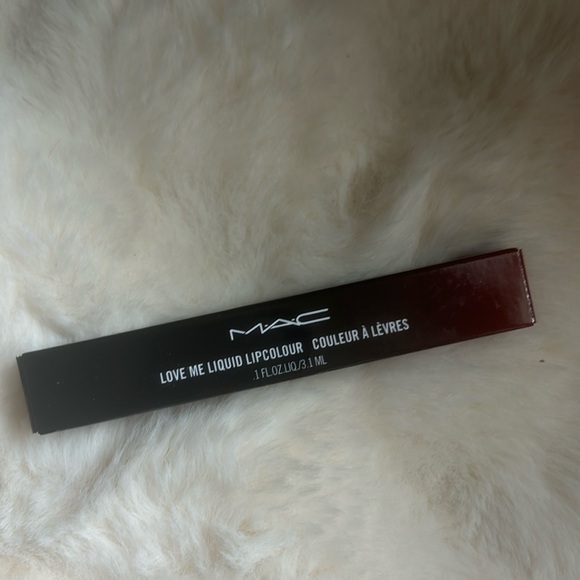 MAC
LOVE ME LIQUID LIPCOLOUR COULEUR À LÈVRES
.1 FL.OZ.LIQ./3.1 ML